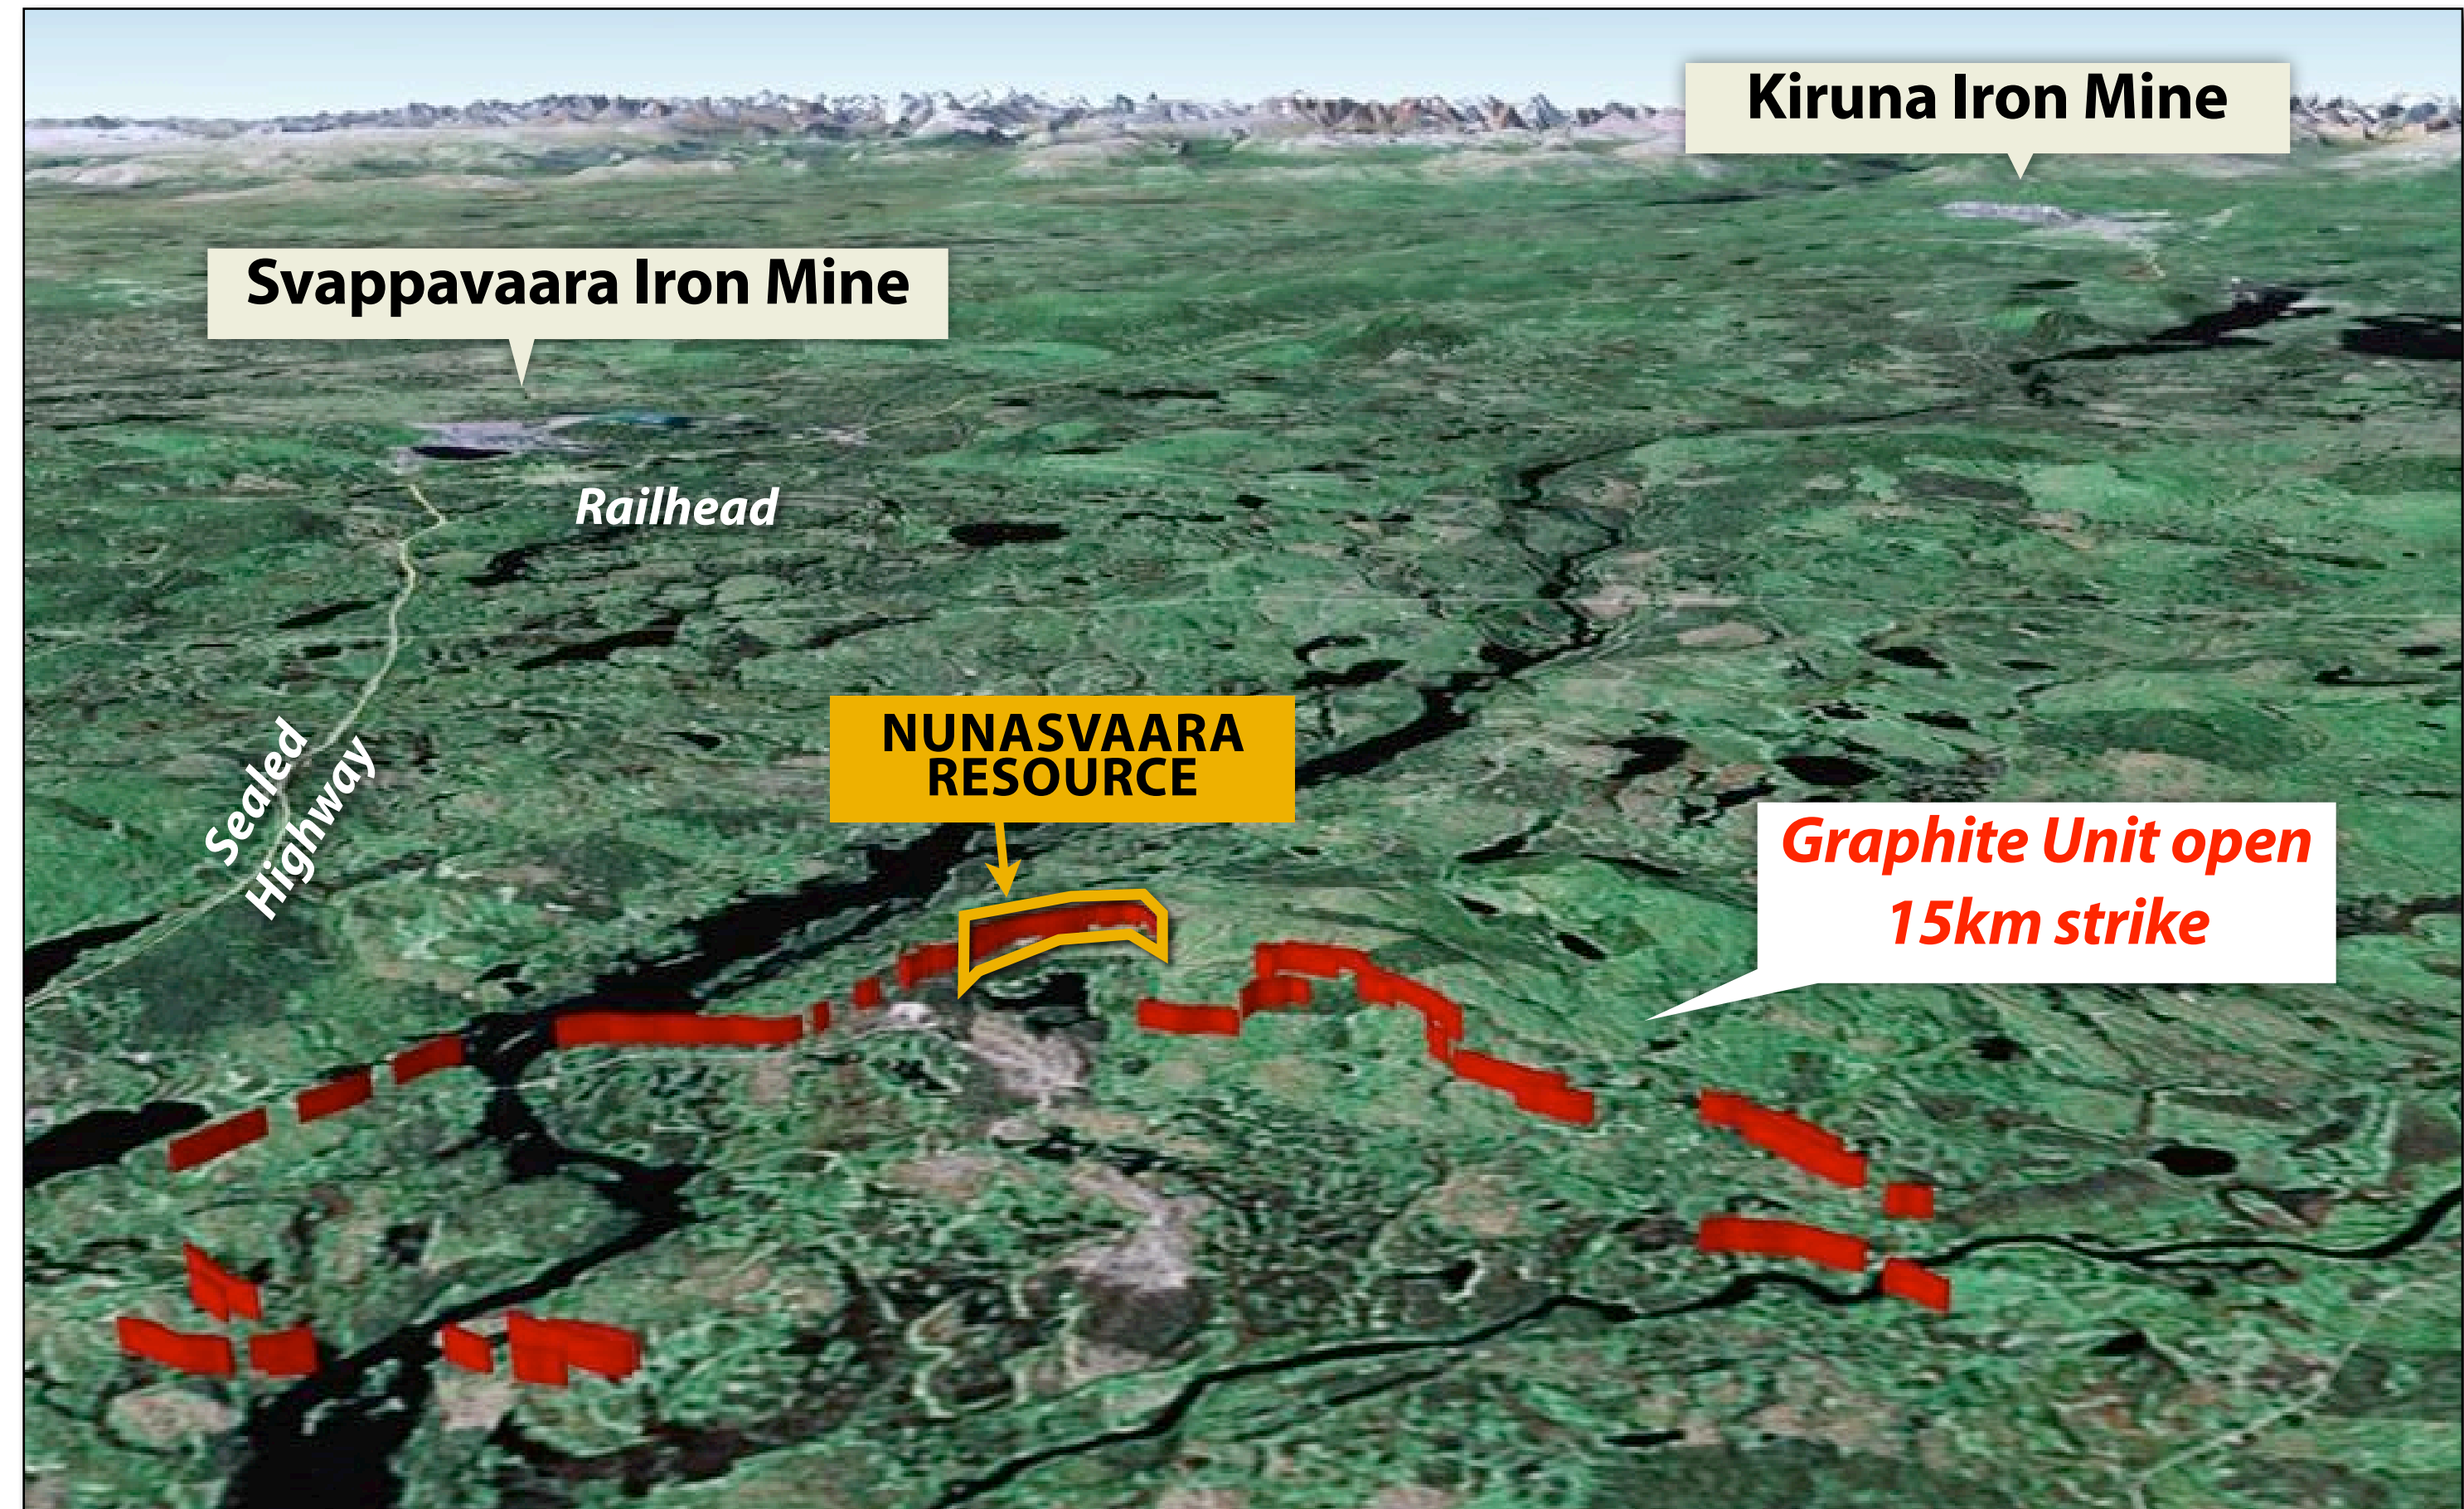 Kiruna Iron Mine
Svappavaara Iron Mine
Railhead
Sealed
Highway
NUNASVAARA
RESOURCE
Graphite Unit open
15km strike